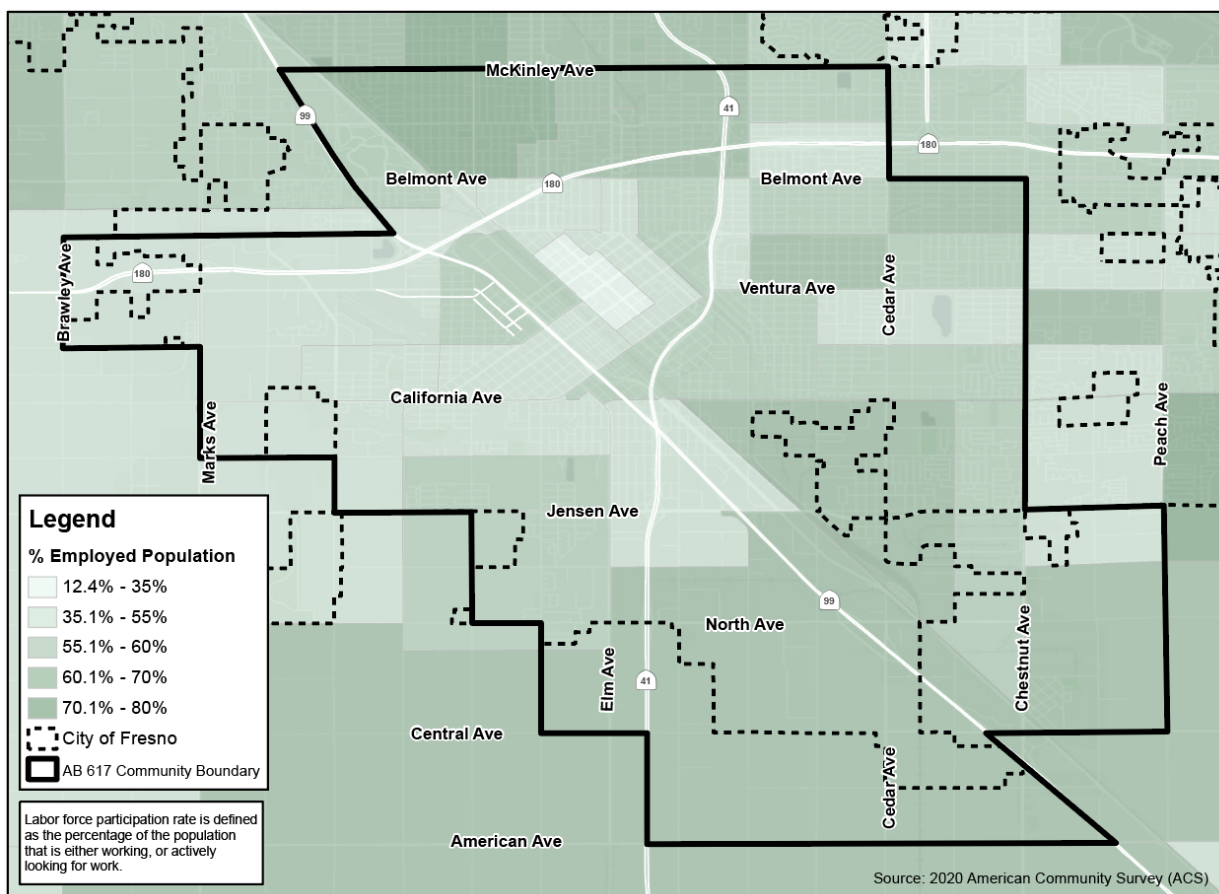 McKinley Ave
99
41
180
Belmont Ave
180
Belmont Ave
180
Brawley Ave
Ventura Ave
Cedar Ave
California Ave
Marks Ave
Peach Ave
Jensen Ave
99
North Ave
Chestnut Ave
Elm Ave
41
Central Ave
Cedar Ave
American Ave
Legend
% Employed Population
12.4% - 35%
35.1% - 55%
55.1% - 60%
60.1% - 70%
70.1% - 80%
City of Fresno
AB 617 Community Boundary
Labor force participation rate is defined
as the percentage of the population
that is either working, or actively
looking for work.
Source: 2020 American Community Survey (ACS)